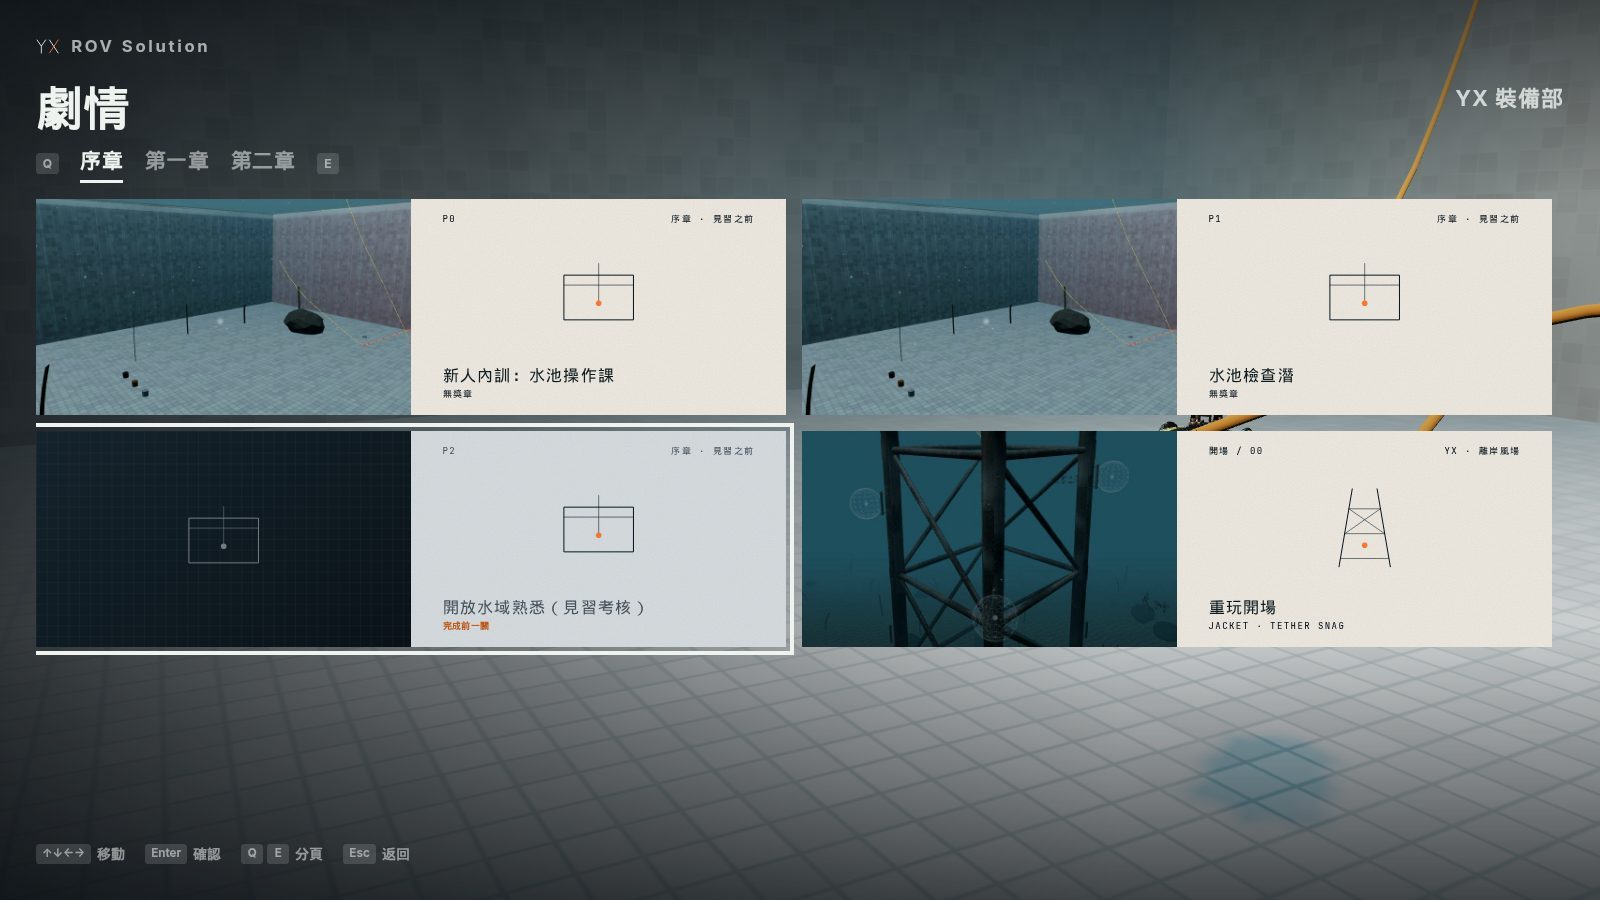 YX ROV Solution
劇情
YX 裝備部
Q 序章 第一章 第二章 E
P0 序章 · 見習之前
新人內訓: 水池操作課
無獎章
P1 序章 · 見習之前
水池檢查潛
無獎章
P2 序章 · 見習之前
開放水域熟悉（見習考核）
完成前一關
開場 / 00 YX · 離岸風場
重玩開場
JACKET · TETHER SNAG
↑↓←→ 移動 Enter 確認 Q E 分頁 Esc 返回